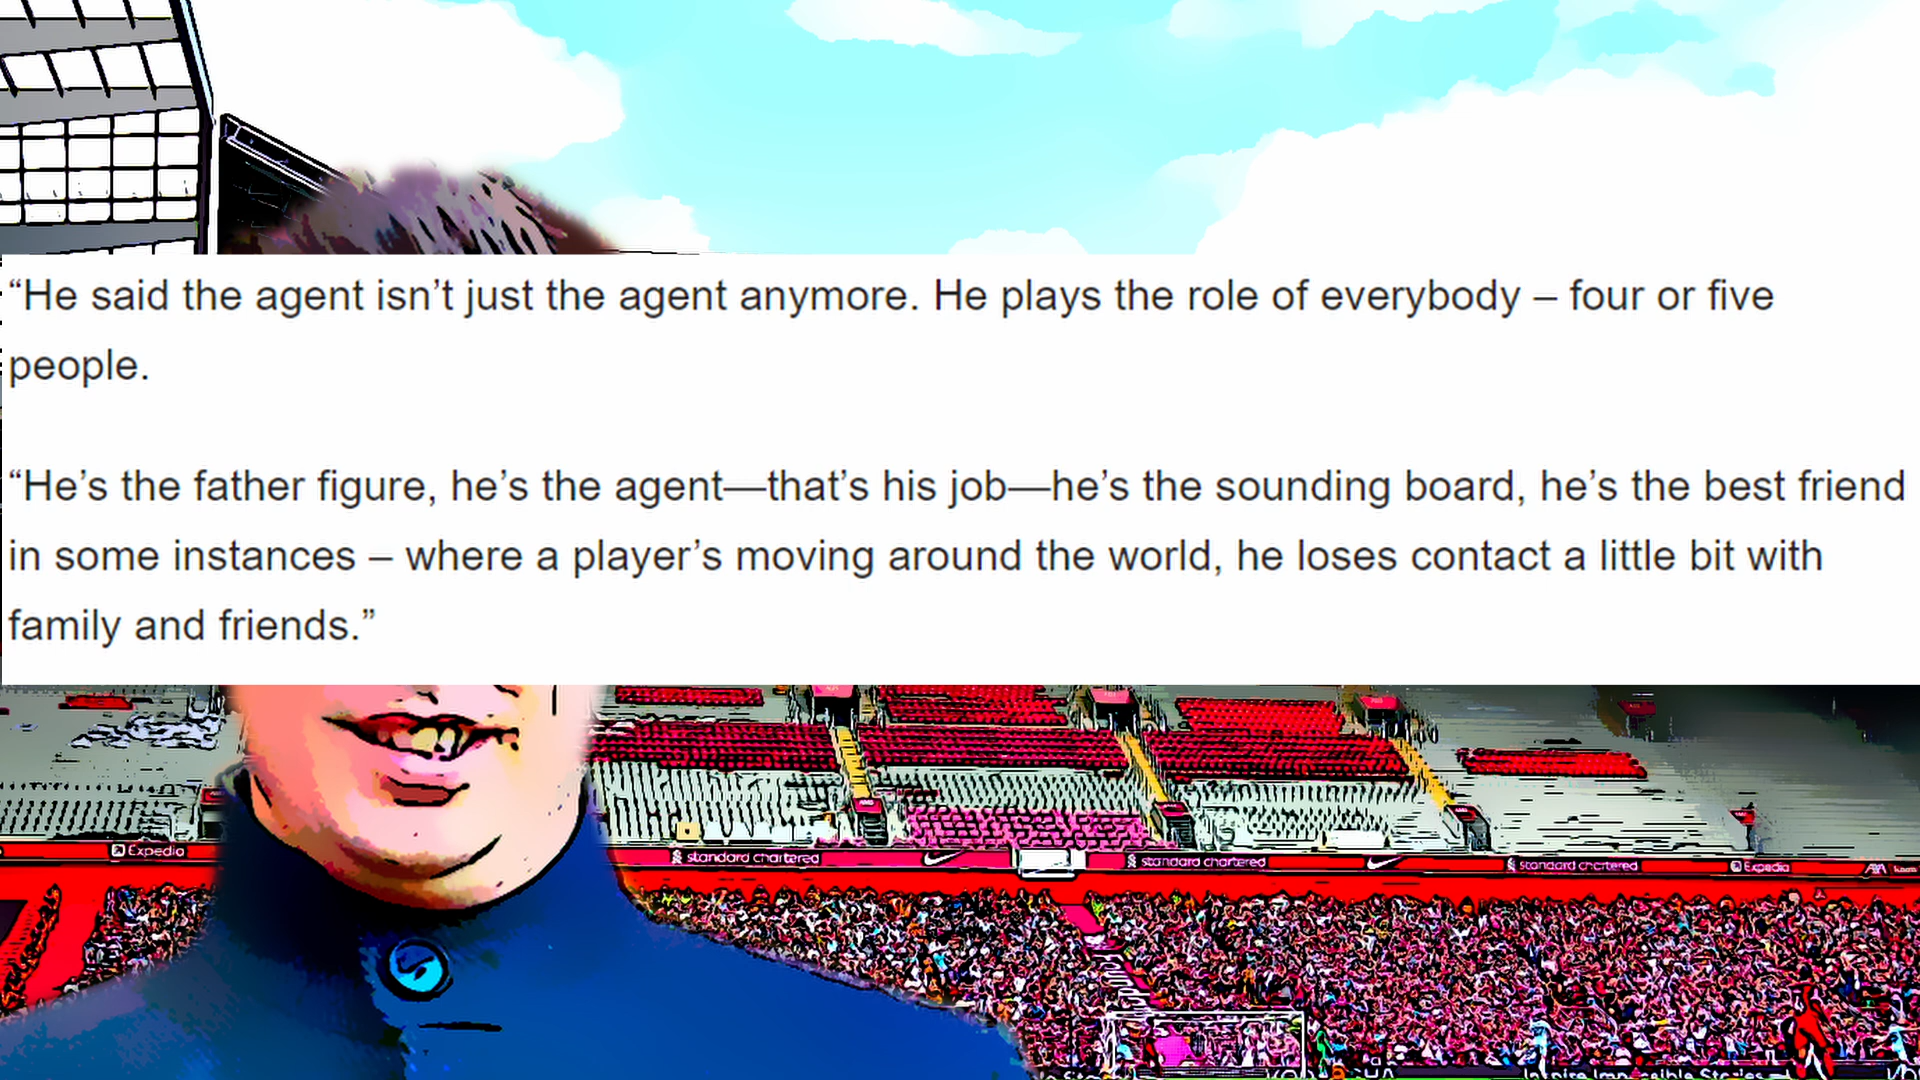 “He said the agent isn’t just the agent anymore. He plays the role of everybody – four or five
people.
“He’s the father figure, he’s the agent—that’s his job—he’s the sounding board, he’s the best friend
in some instances – where a player’s moving around the world, he loses contact a little bit with
family and friends.”
Expedia
standard chartered
standard chartered
standard chartered
Expedia
AXA